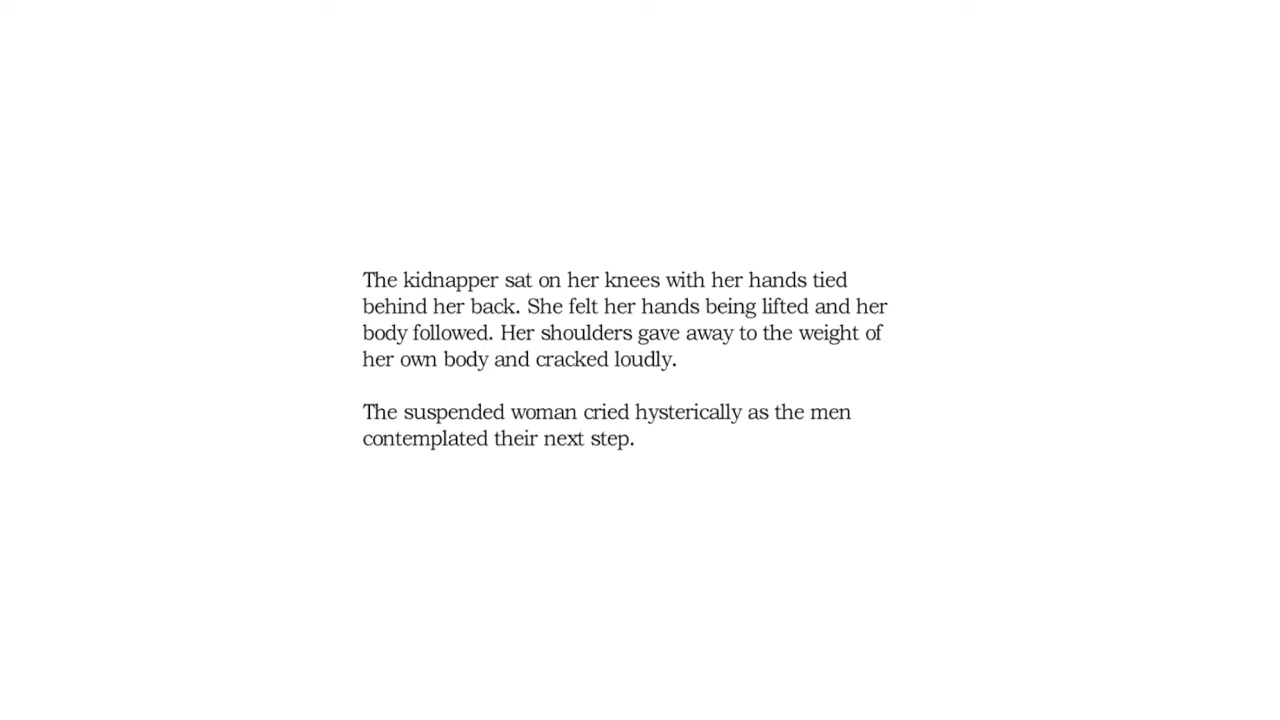 The kidnapper sat on her knees with her hands tied
behind her back. She felt her hands being lifted and her
body followed. Her shoulders gave away to the weight of
her own body and cracked loudly.
The suspended woman cried hysterically as the men
contemplated their next step.